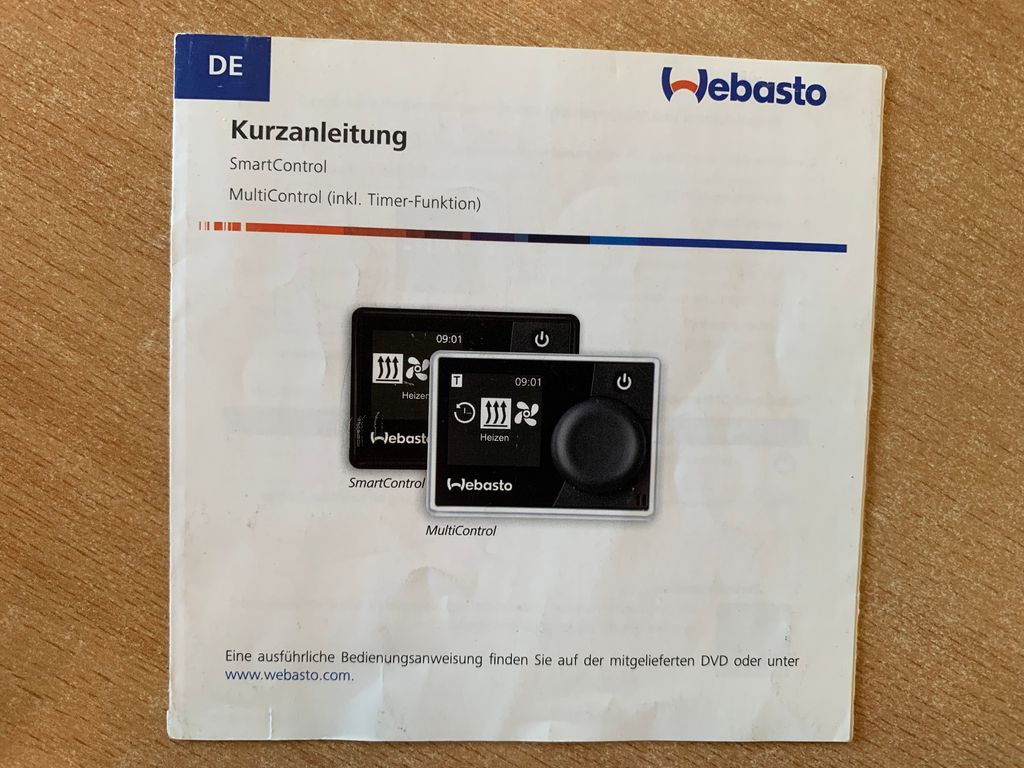 DE
Webasto
Kurzanleitung
SmartControl
MultiControl (inkl. Timer-Funktion)
09:01
Heizen
Webasto
SmartControl
T 09:01
Heizen
Webasto
MultiControl
Eine ausführliche Bedienungsanweisung finden Sie auf der mitgelieferten DVD oder unter
www.webasto.com.